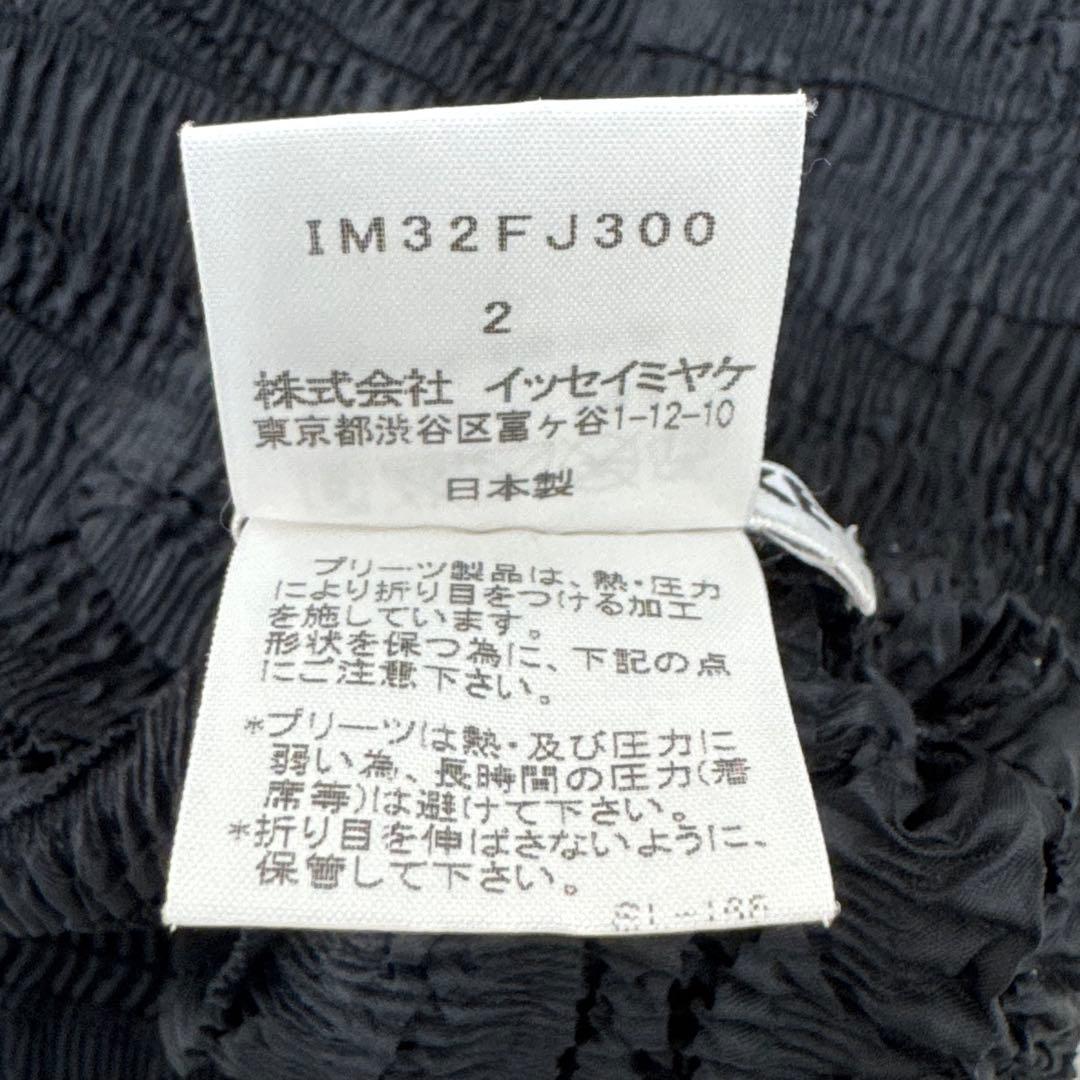 IM32FJ300
2
株式会社 イッセイミヤケ
東京都渋谷区富ヶ谷1-12-10
日本製
プリーツ製品は、熱・圧力
により折り目をつける加工
を施しています。
形状を保つ為に、下記の点
にご注意下さい。
*プリーツは熱・及び圧力に
弱い為、長時間の圧力(着
席等)は避けて下さい。
*折り目を伸ばさないように、
保管して下さい。